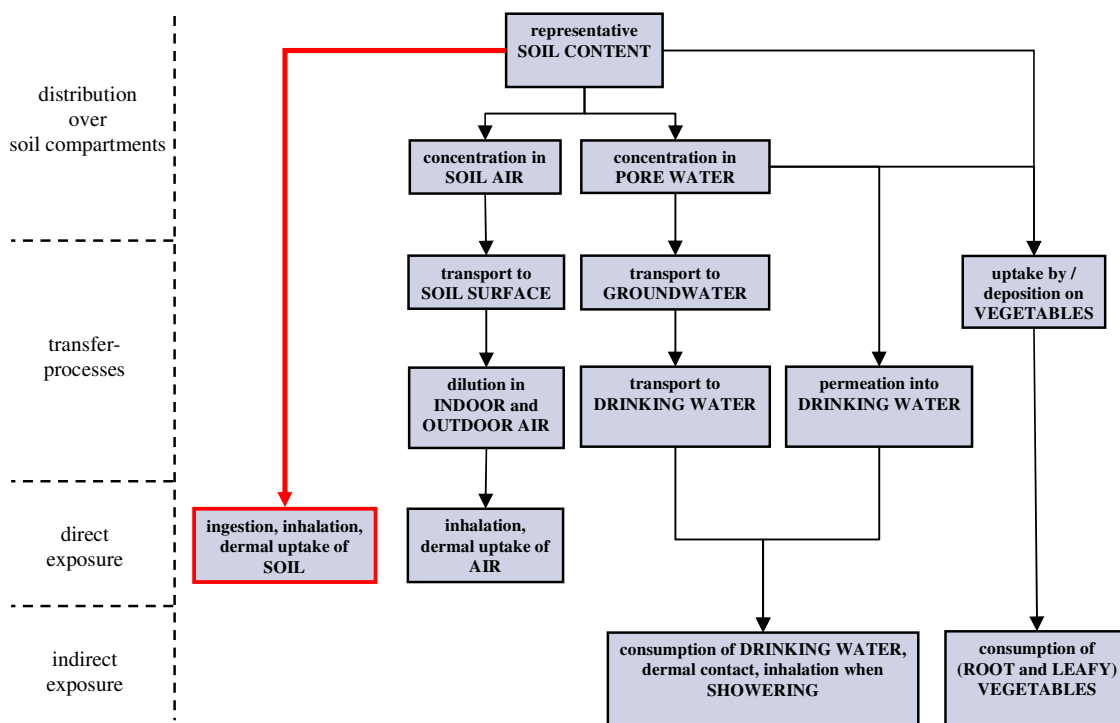 representative
SOIL CONTENT
distribution
over
soil compartments
concentration in
SOIL AIR
concentration in
PORE WATER
transport to
SOIL SURFACE
transport to
GROUNDWATER
uptake by /
deposition on
VEGETABLES
transfer-
processes
dilution in
INDOOR and
OUTDOOR AIR
transport to
DRINKING WATER
permeation into
DRINKING WATER
direct
exposure
ingestion, inhalation,
dermal uptake of
SOIL
inhalation,
dermal uptake of
AIR
indirect
exposure
consumption of DRINKING WATER,
dermal contact, inhalation when
SHOWERING
consumption of
(ROOT and LEAFY)
VEGETABLES